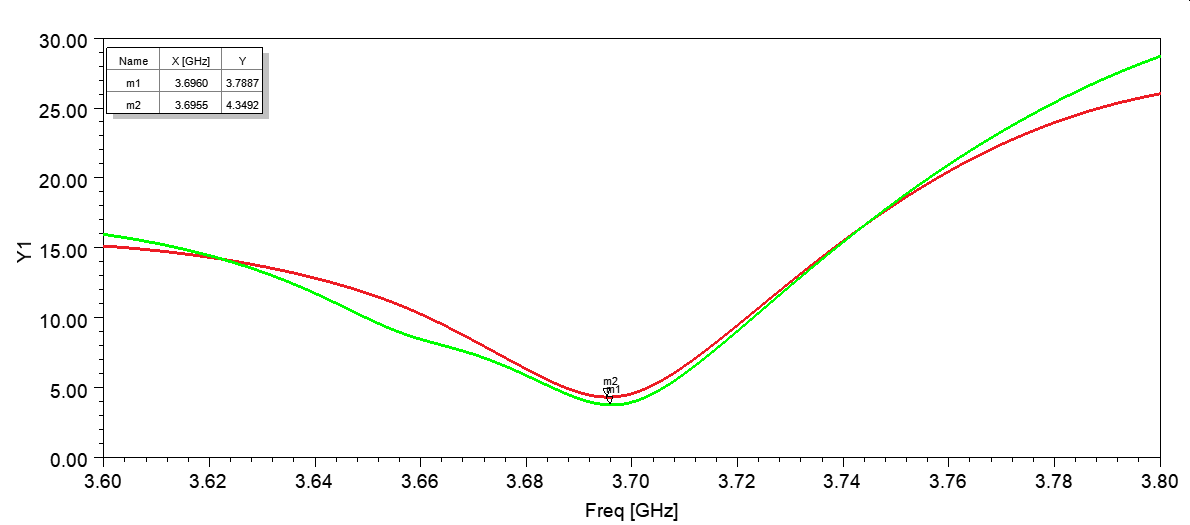 30.00
Name X [GHz] Y
m1 3.6960 3.7887
m2 3.6955 4.3492
25.00
20.00
15.00
Y1
10.00
5.00
m2
m1
0.00
3.60 3.62 3.64 3.66 3.68 3.70 3.72 3.74 3.76 3.78 3.80
Freq [GHz]